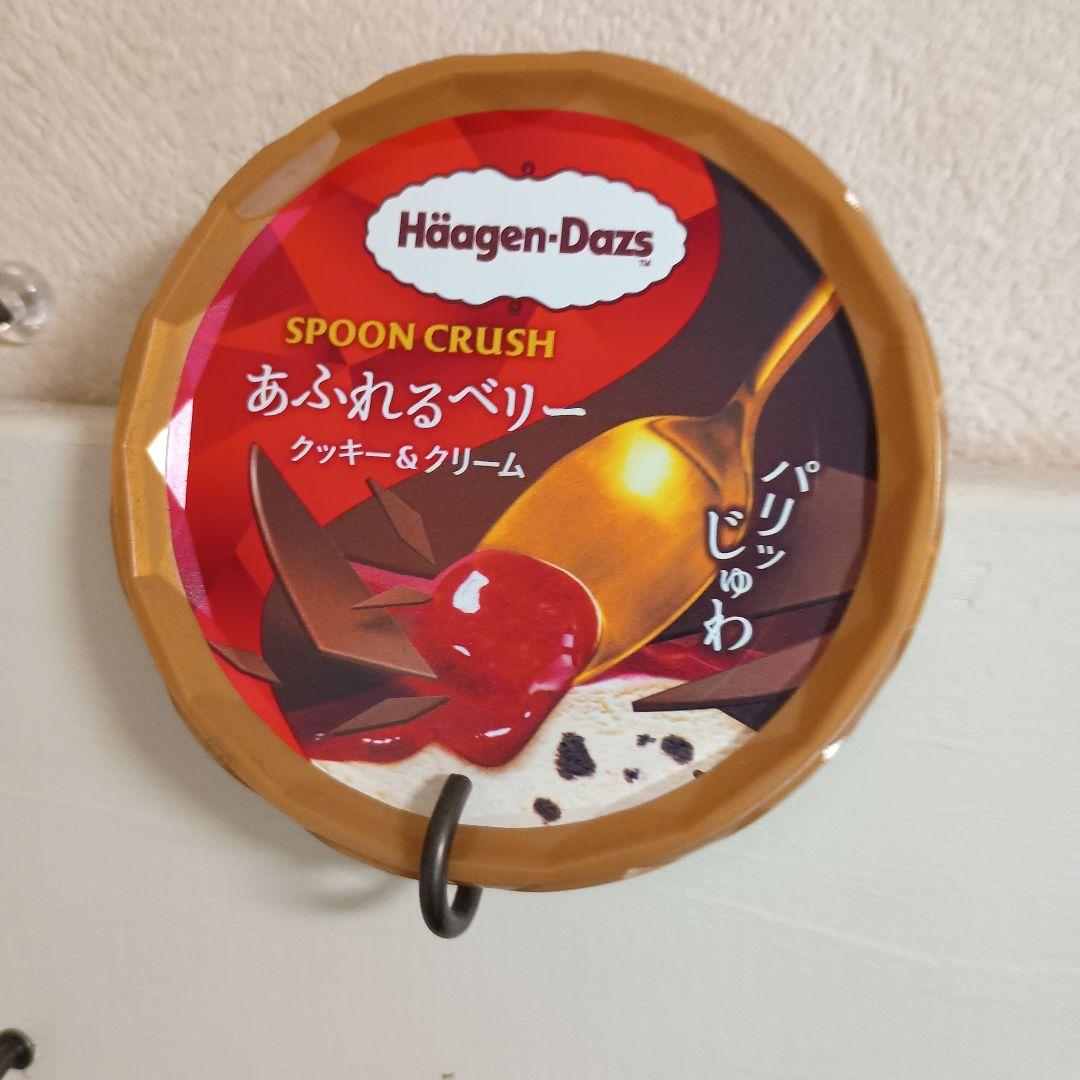 Häagen-Dazs™
SPOON CRUSH
あふれるベリー
クッキー&クリーム
パリッ
じゅわ